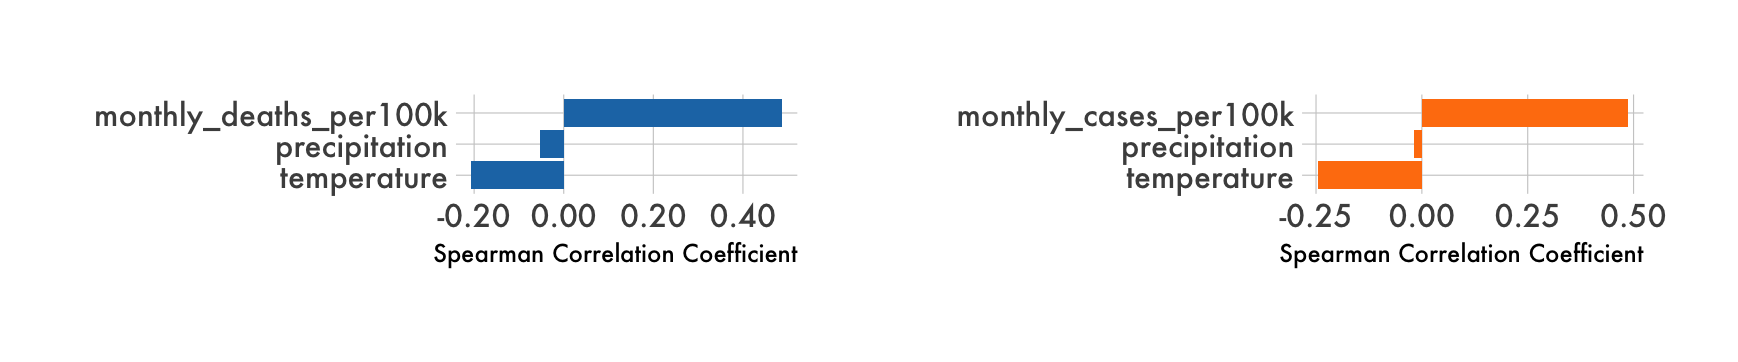 monthly_deaths_per100k
precipitation
temperature
-0.20 0.00 0.20 0.40
Spearman Correlation Coefficient
monthly_cases_per100k
precipitation
temperature
-0.25 0.00 0.25 0.50
Spearman Correlation Coefficient